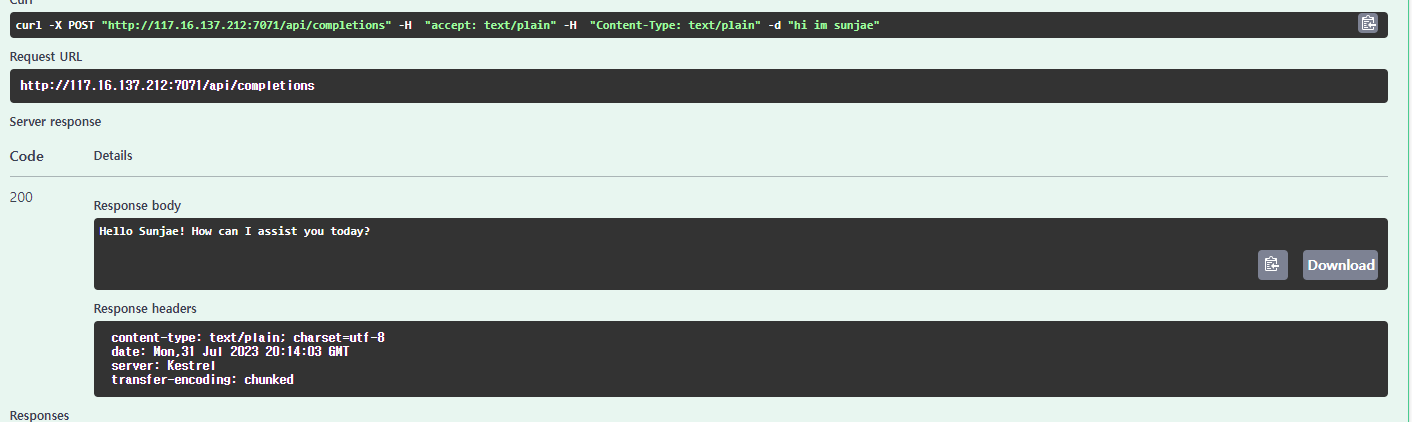 Curl
curl -X POST "http://117.16.137.212:7071/api/completions" -H  "accept: text/plain" -H  "Content-Type: text/plain" -d "hi im sunjae"
Request URL
http://117.16.137.212:7071/api/completions
Server response
Code Details
200
Response body
Hello Sunjae! How can I assist you today?
Download
Response headers
content-type: text/plain; charset=utf-8
date: Mon,31 Jul 2023 20:14:03 GMT
server: Kestrel
transfer-encoding: chunked
Responses